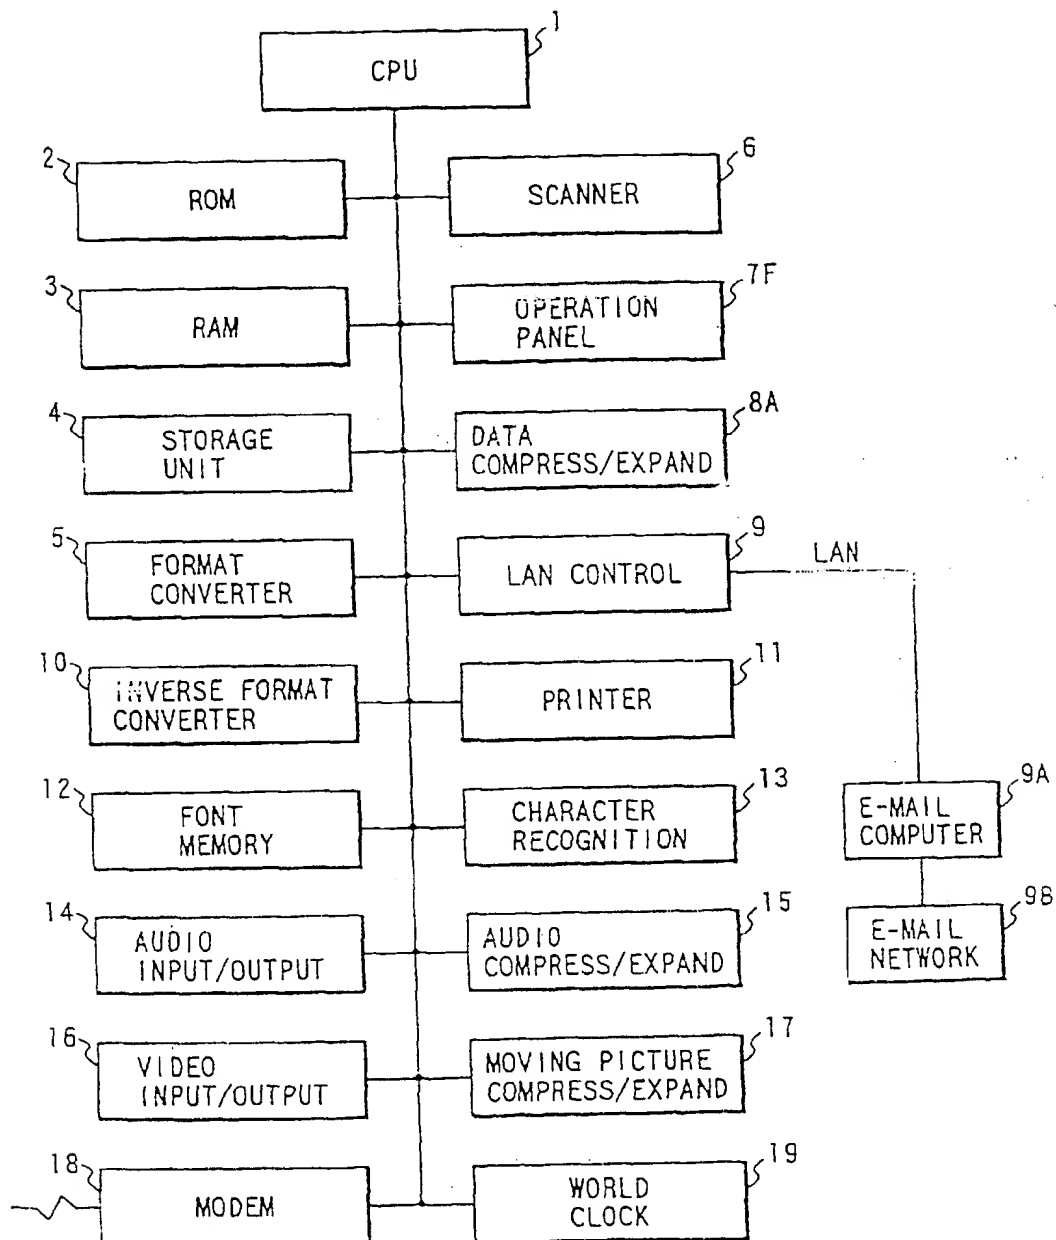 1
CPU
2
ROM
6
SCANNER
3
RAM
7F
OPERATION
PANEL
4
STORAGE
UNIT
8A
DATA
COMPRESS/EXPAND
5
FORMAT
CONVERTER
9
LAN CONTROL
LAN
10
INVERSE FORMAT
CONVERTER
11
PRINTER
12
FONT
MEMORY
13
CHARACTER
RECOGNITION
9A
E-MAIL
COMPUTER
14
AUDIO
INPUT/OUTPUT
15
AUDIO
COMPRESS/EXPAND
9B
E-MAIL
NETWORK
16
VIDEO
INPUT/OUTPUT
17
MOVING PICTURE
COMPRESS/EXPAND
18
MODEM
19
WORLD
CLOCK